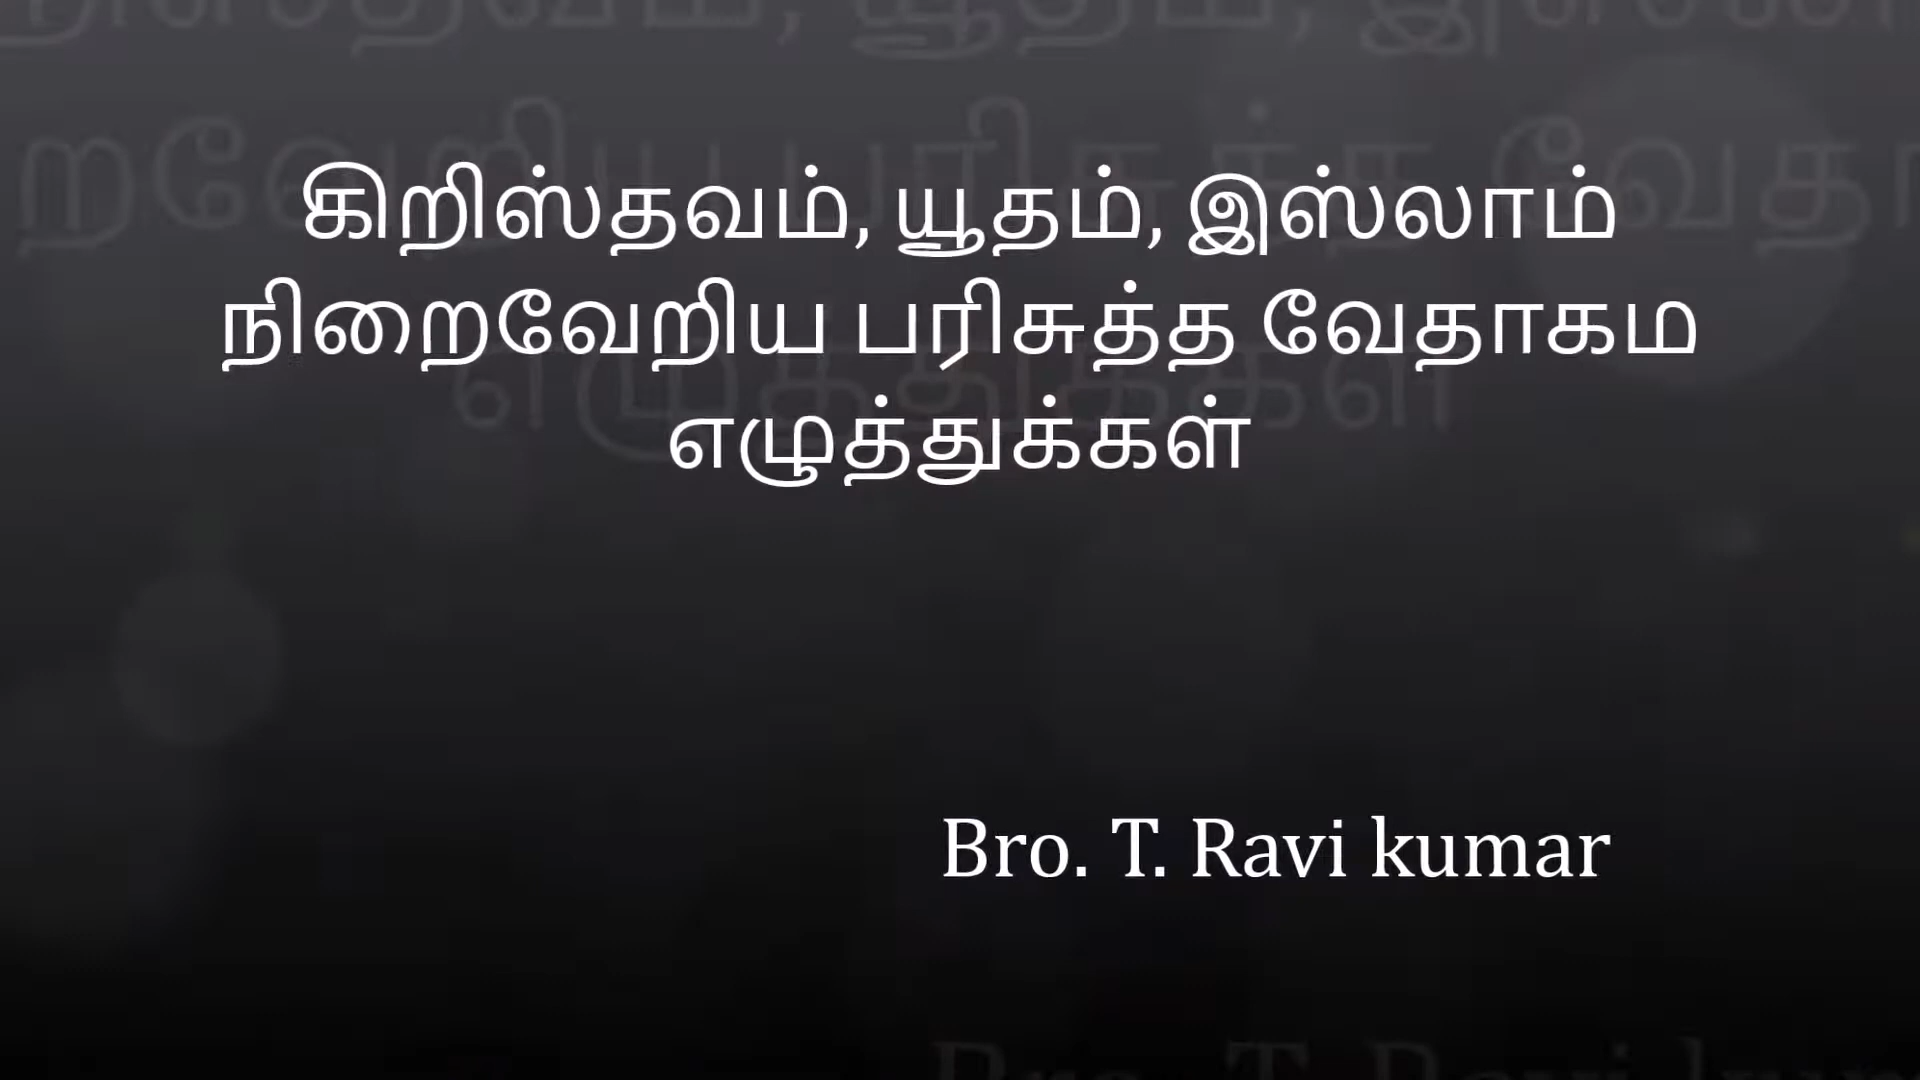 கிறிஸ்தவம், யூதம், இஸ்லாம்
நிறைவேறிய பரிசுத்த வேதாகம
எழுத்துக்கள்
Bro. T. Ravi kumar